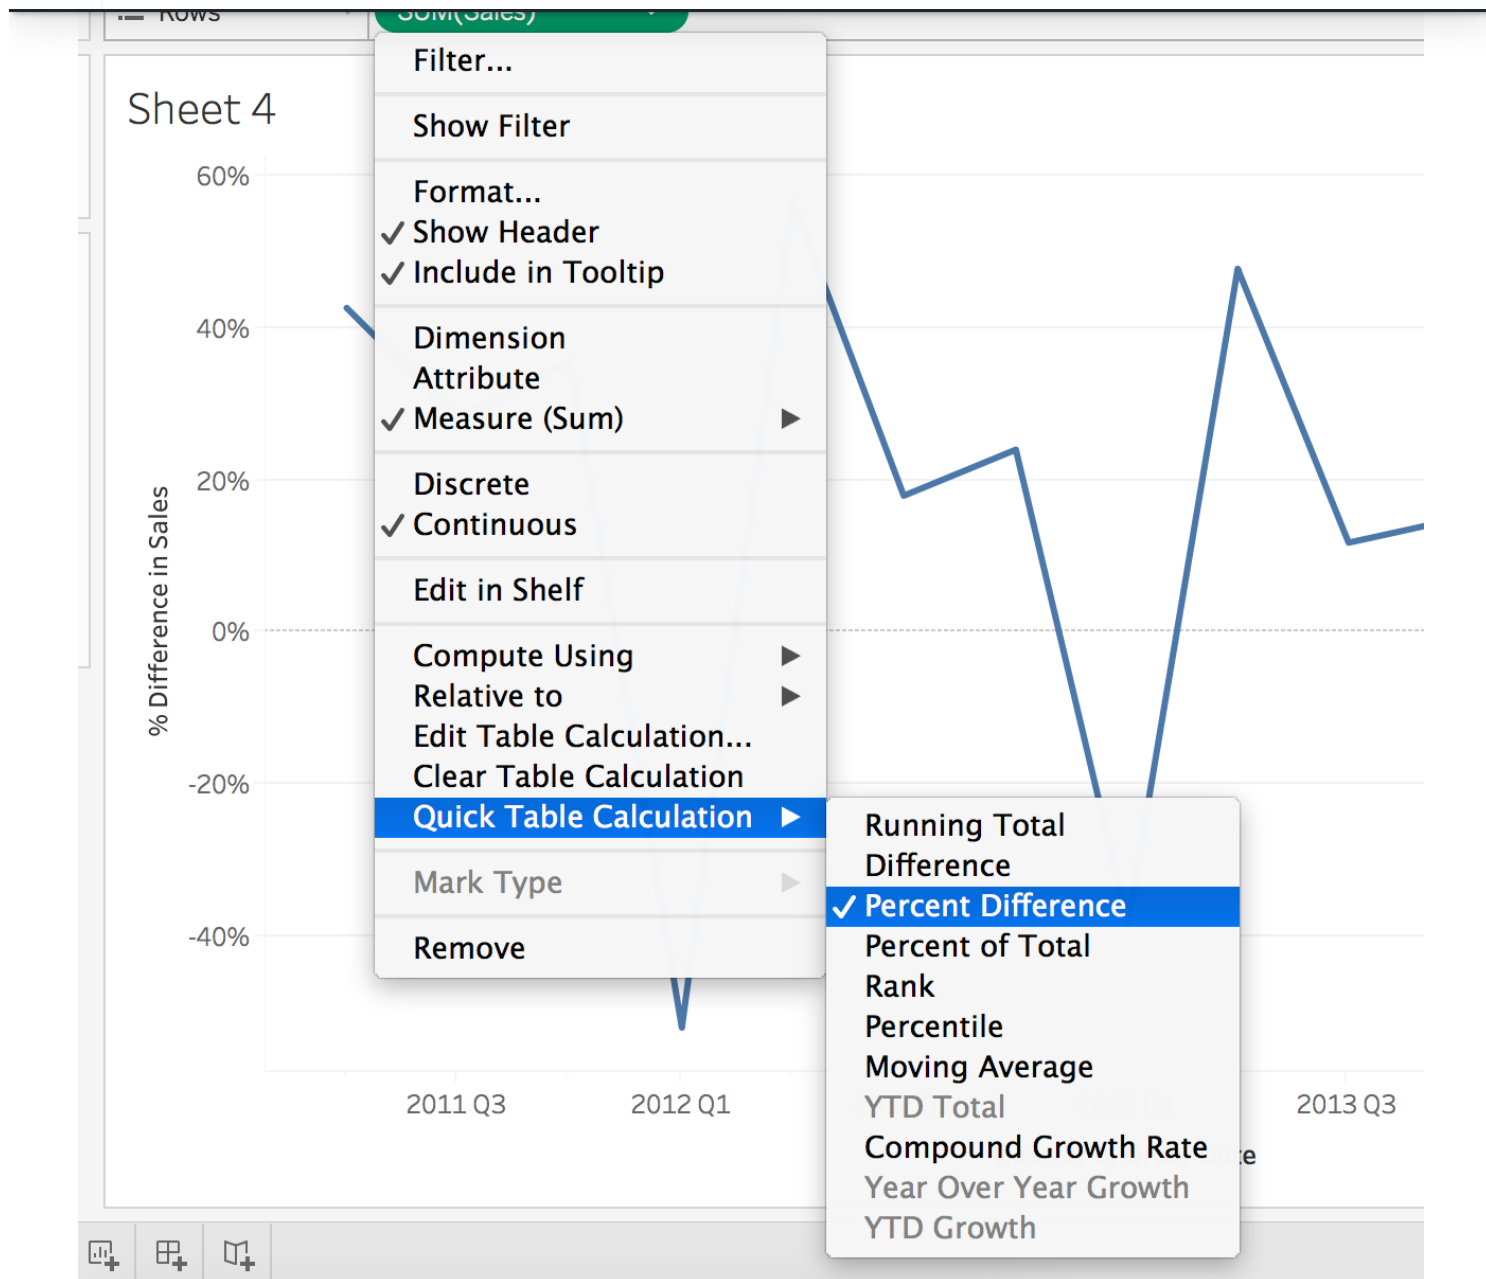 Rows
SUM(Sales)
Sheet 4
Filter...
Show Filter
Format...
Show Header
Include in Tooltip
Dimension
Attribute
Measure (Sum)
Discrete
Continuous
Edit in Shelf
Compute Using
Relative to
Edit Table Calculation...
Clear Table Calculation
Quick Table Calculation
Mark Type
Remove
Running Total
Difference
Percent Difference
Percent of Total
Rank
Percentile
Moving Average
YTD Total
Compound Growth Rate
Year Over Year Growth
YTD Growth
% Difference in Sales
60%
40%
20%
0%
-20%
-40%
2011 Q3
2012 Q1
2013 Q3